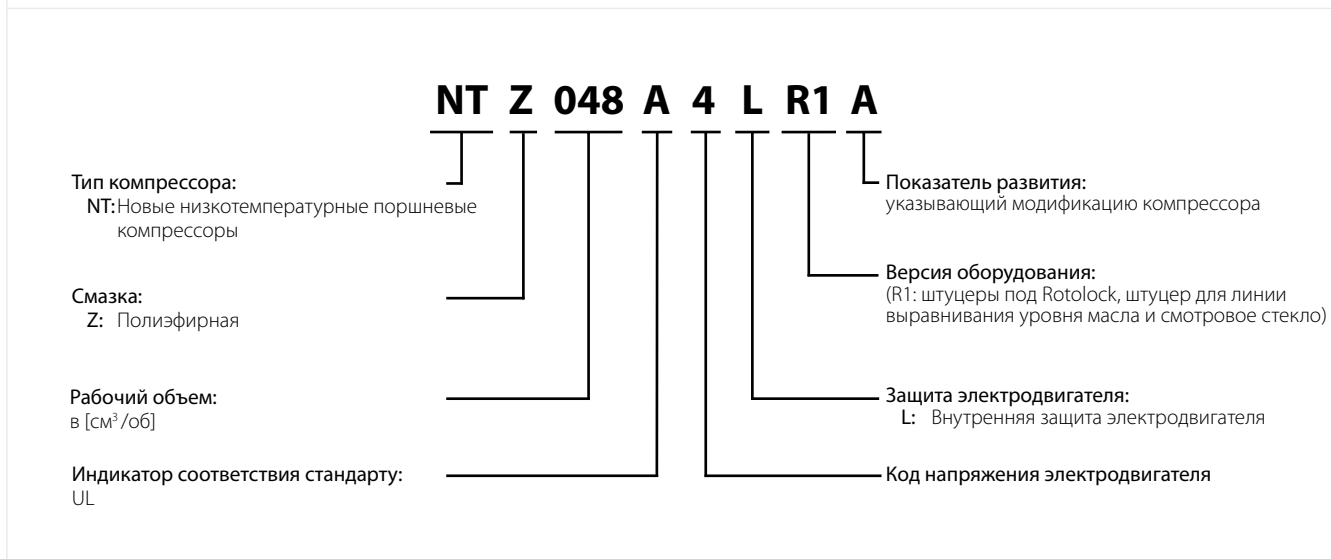 NT Z 048 A 4 L R1 A
Тип компрессора:
NT: Новые низкотемпературные поршневые
компрессоры
Смазка:
Z: Полиэфирная
Рабочий объем:
в [см³/об]
Индикатор соответствия стандарту:
UL
Показатель развития:
указывающий модификацию компрессора
Версия оборудования:
(R1: штуцеры под Rotolock, штуцер для линии
выравнивания уровня масла и смотровое стекло)
Защита электродвигателя:
L: Внутренняя защита электродвигателя
Код напряжения электродвигателя